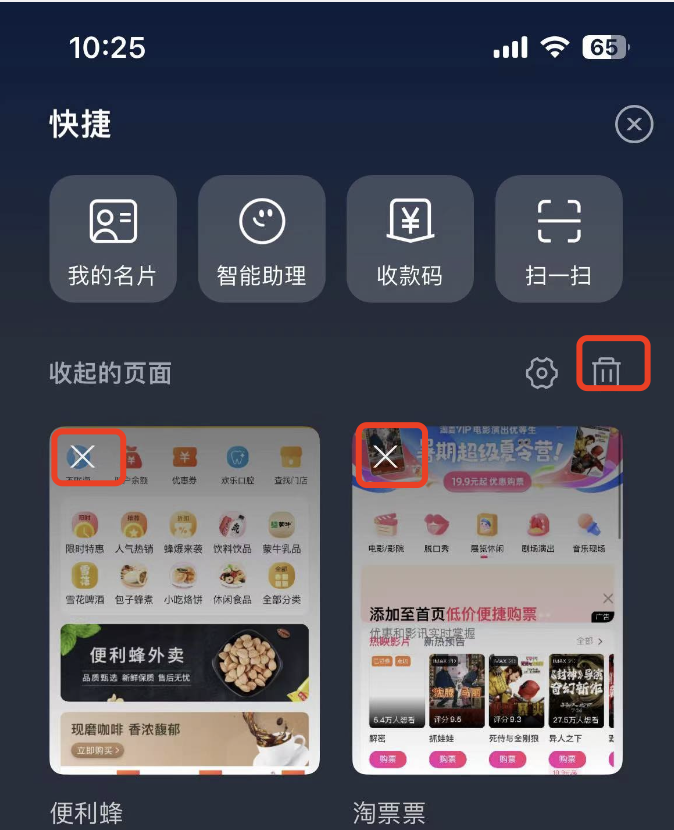 10:25
65
快捷
我的名片
智能助理
收款码
扫一扫
收起的页面
优惠券
欢乐口腔
查找门店
限时特惠
人气热销
蜂爆来袭
饮料饮品
蒙牛乳品
雪花啤酒
包子蜂煮
小吃烙饼
休闲食品
全部分类
便利蜂外卖
品质甄选 新鲜保质 售后无忧
现磨咖啡 香浓馥郁
立即购买
便利蜂
暑期超级夏令营!
19.9元起 优惠购票
电影/影院
脱口秀
展览休闲
剧场演出
音乐现场
添加至首页低价便捷购票
广告
优惠和影讯实时掌握
热映影片
新热预告
全部
6.4万人想看
评分 9.6
评分 9.3
27.6万人想看
解密
抓娃娃
死侍与金刚狼
异人之下
购票
购票
购票
购票
淘票票